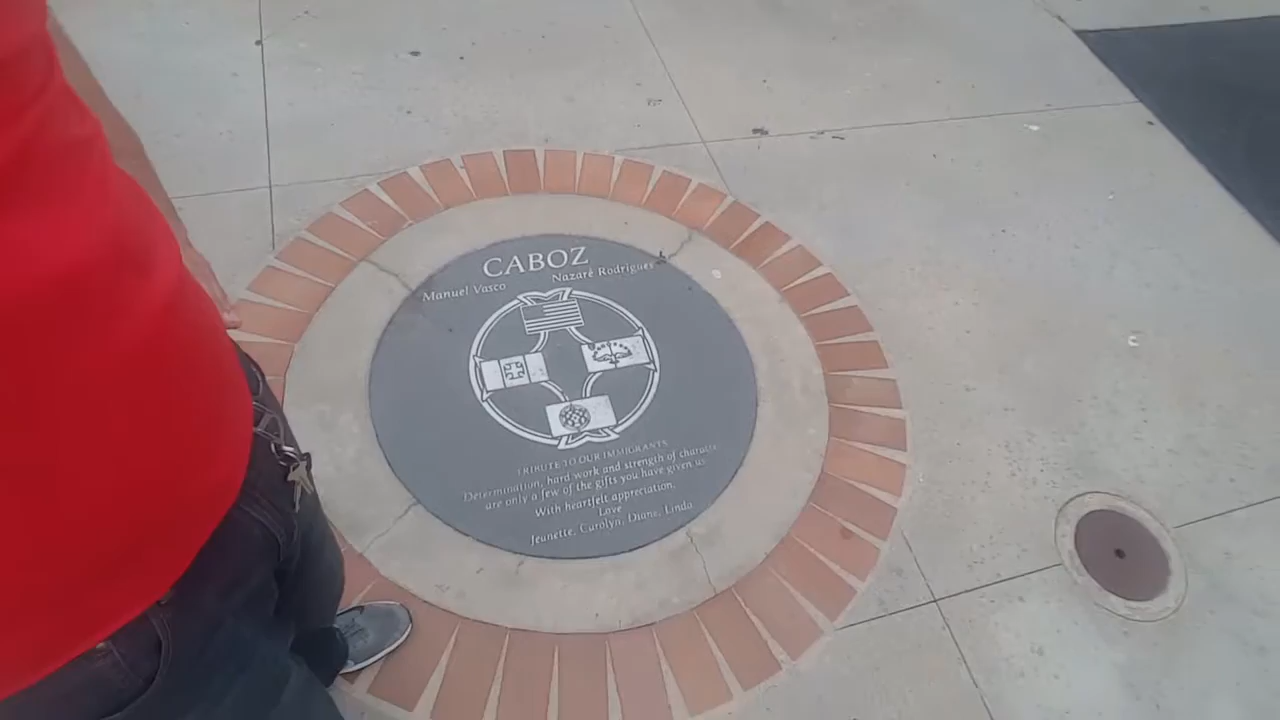 CABOZ
Manuel Vasco Nazaré Rodrigues
TRIBUTE TO OUR IMMIGRANTS
Determination, hard work and strength of character
are only a few of the gifts you have given us
With heartfelt appreciation,
Love
Jeanette, Carolyn, Diane, Linda